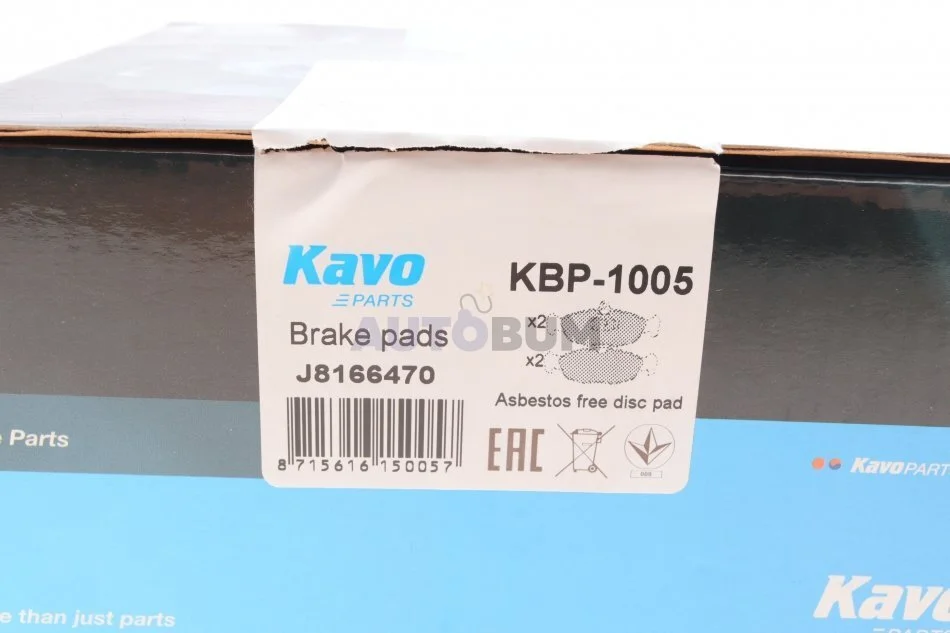 Kavo
PARTS
KBP-1005
x2
x2
AUTOBUM
Brake pads
J8166470
Asbestos free disc pad
8 715616 150057
EAC
e Parts
KavoPART
Kavo
e than just parts